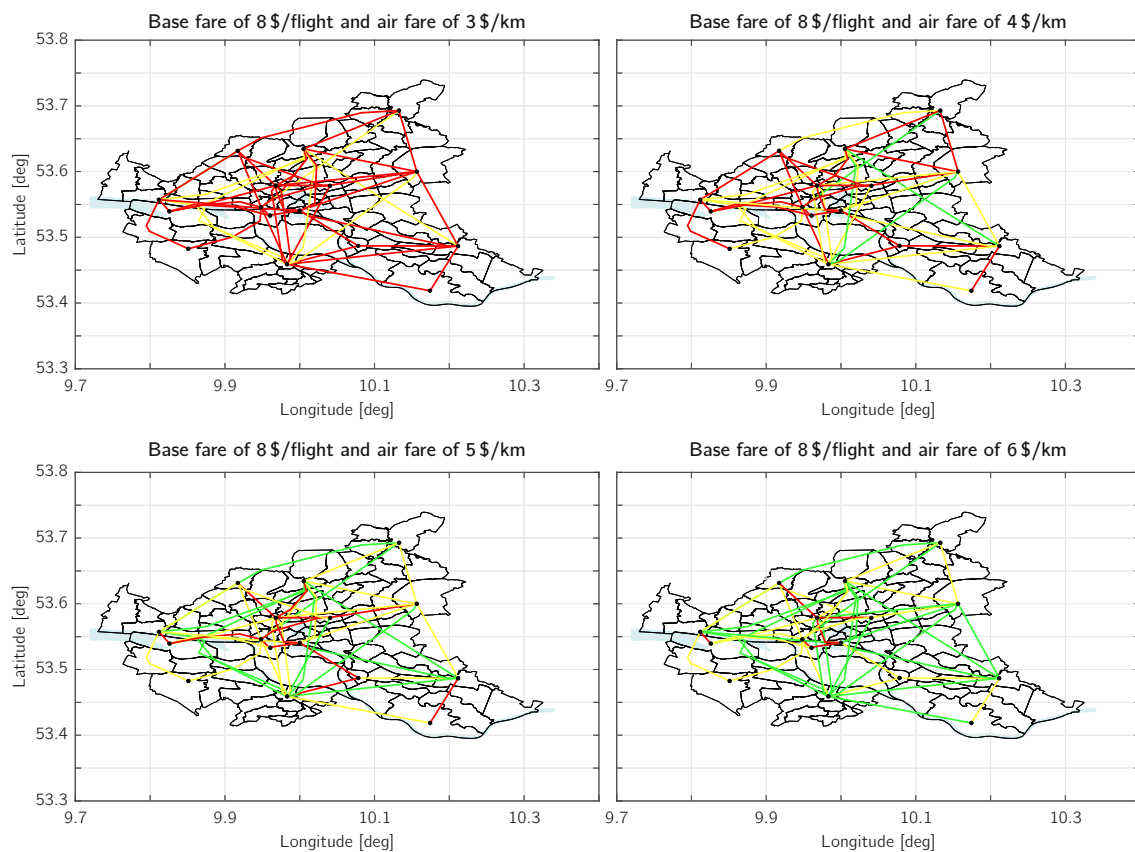 Base fare of 8 $/flight and air fare of 3 $/km
Base fare of 8 $/flight and air fare of 4 $/km
53.8
53.7
53.6
53.5
53.4
53.3
Latitude [deg]
9.7
9.9
10.1
10.3
Longitude [deg]
9.9
10.1
10.3
Longitude [deg]
Base fare of 8 $/flight and air fare of 5 $/km
Base fare of 8 $/flight and air fare of 6 $/km
53.8
53.7
53.6
53.5
53.4
53.3
Latitude [deg]
9.7
9.9
10.1
10.3
Longitude [deg]
9.7
9.9
10.1
10.3
Longitude [deg]